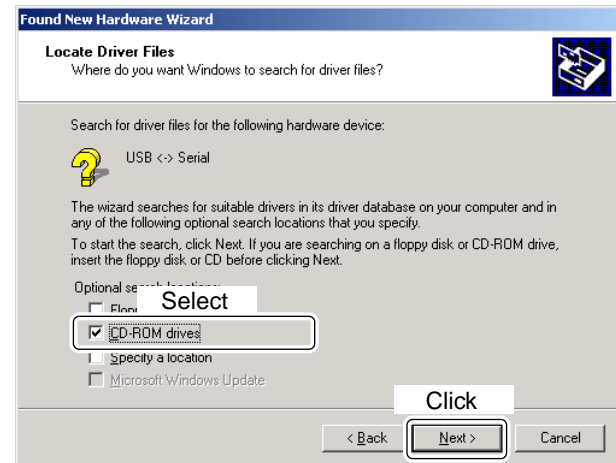 Found New Hardware Wizard
Locate Driver Files
Where do you want Windows to search for driver files?
Search for driver files for the following hardware device:
USB <-> Serial
The wizard searches for suitable drivers in its driver database on your computer and in
any of the following optional search locations that you specify.
To start the search, click Next. If you are searching on a floppy disk or CD-ROM drive,
insert the floppy disk or CD before clicking Next.
Optional
Select
CD-ROM drives
Specify a location
Microsoft Windows Update
Click
< Back Next > Cancel